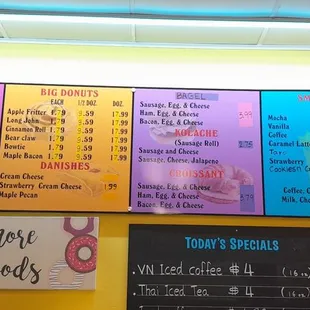 BIG DONUTS
EACH ½ DOZ DOZ.
Apple Fritter 1.79 9.59 17.99
Long John 1.79 9.59 17.99
Cinnamon Roll 1.79 9.59 17.99
Bear claw 1.79 9.59 17.99
Bowtie 1.79 9.59 17.99
Maple Bacon 1.79 9.59 17.99
DANISHES
Cream Cheese
Strawberry, Cream Cheese 1.99
Maple Pecan
BAGEL
Sausage, Egg, & Cheese
Ham, Egg, & Cheese
Bacon, Egg, & Cheese
KOLACHE
(Sausage Roll)
Sausage and Cheese
Sausage, Cheese, Jalapeno
CROISSANT
Sausage, Egg, & Cheese
Ham, Egg, & Cheese
Bacon, Egg, & Cheese
Mocha
Vanilla
Coffee
Caramel Latte
Taro
Strawberry
Cookies
Coffee,
Milk,
more
TODAY'S SPECIALS
VN Iced coffee $4
Thai Iced Tea $4